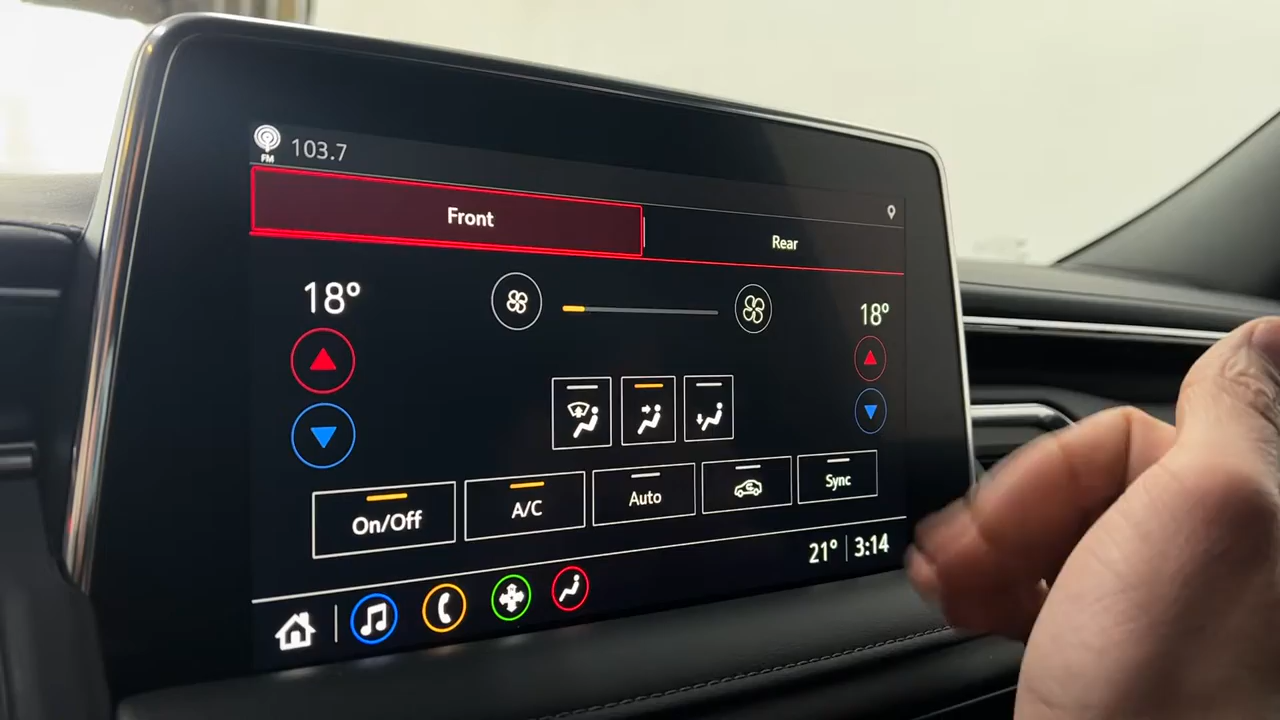 FM
103.7
Front
Rear
18°
18°
On/Off
A/C
Auto
Sync
21°
3:14